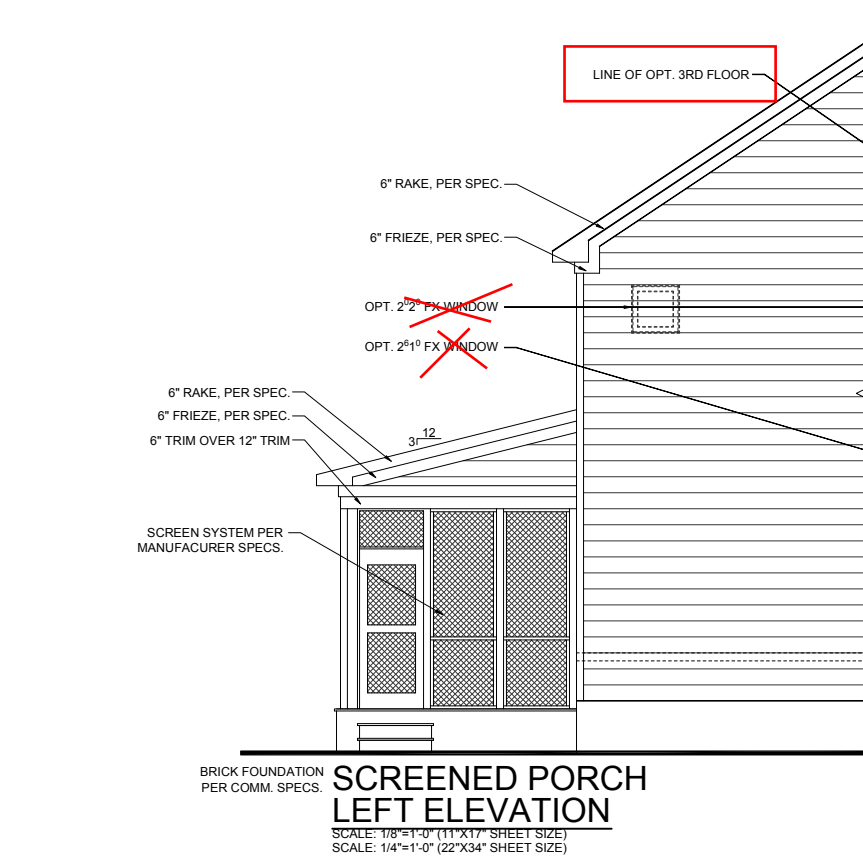 LINE OF OPT. 3RD FLOOR
6" RAKE, PER SPEC.
6" FRIEZE, PER SPEC.
OPT. 2⁰2⁰ FX WINDOW
OPT. 2⁶1⁰ FX WINDOW
6" RAKE, PER SPEC.
6" FRIEZE, PER SPEC.
6" TRIM OVER 12" TRIM
12
3
SCREEN SYSTEM PER
MANUFACURER SPECS.
BRICK FOUNDATION
PER COMM. SPECS.
SCREENED PORCH
LEFT ELEVATION
SCALE: 1/8"=1'-0" (11"X17" SHEET SIZE)
SCALE: 1/4"=1'-0" (22"X34" SHEET SIZE)